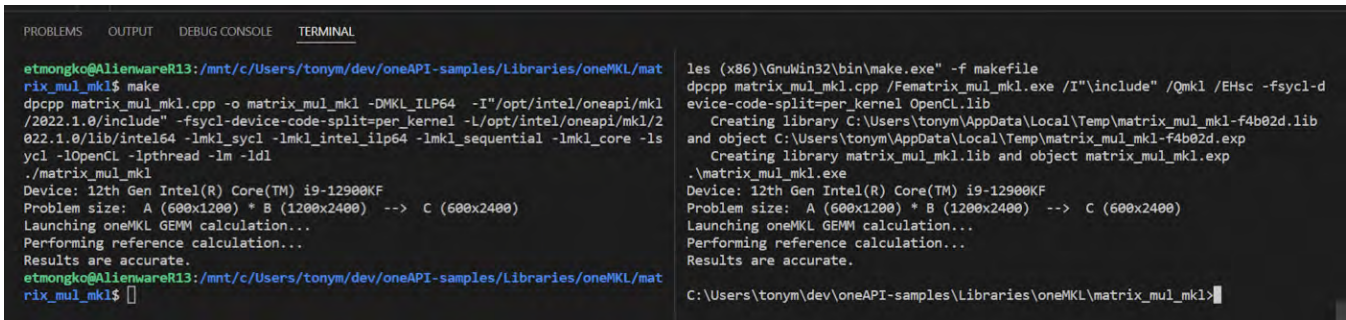 PROBLEMS OUTPUT DEBUG CONSOLE TERMINAL
etmongko@AlienwareR13:/mnt/c/Users/tonym/dev/oneAPI-samples/Libraries/oneMKL/mat
rix_mul_mkl$ make
dpcpp matrix_mul_mkl.cpp -o matrix_mul_mkl -DMKL_ILP64 -I"/opt/intel/oneapi/mkl
/2022.1.0/include" -fsycl-device-code-split=per_kernel -L/opt/intel/oneapi/mkl/2
022.1.0/lib/intel64 -lmkl_sycl -lmkl_intel_ilp64 -lmkl_sequential -lmkl_core -ls
ycl -lOpenCL -lpthread -lm -ldl
./matrix_mul_mkl
Device: 12th Gen Intel(R) Core(TM) i9-12900KF
Problem size: A (600x1200) * B (1200x2400) --> C (600x2400)
Launching oneMKL GEMM calculation...
Performing reference calculation...
Results are accurate.
etmongko@AlienwareR13:/mnt/c/Users/tonym/dev/oneAPI-samples/Libraries/oneMKL/mat
rix_mul_mkl$
les (x86)\GnuWin32\bin\make.exe" -f makefile
dpcpp matrix_mul_mkl.cpp /Fematrix_mul_mkl.exe /I"\include" /Qmkl /EHsc -fsycl-d
evice-code-split=per_kernel OpenCL.lib
Creating library C:\Users\tonym\AppData\Local\Temp\matrix_mul_mkl-f4b02d.lib
and object C:\Users\tonym\AppData\Local\Temp\matrix_mul_mkl-f4b02d.exp
Creating library matrix_mul_mkl.lib and object matrix_mul_mkl.exp
.\matrix_mul_mkl.exe
Device: 12th Gen Intel(R) Core(TM) i9-12900KF
Problem size: A (600x1200) * B (1200x2400) --> C (600x2400)
Launching oneMKL GEMM calculation...
Performing reference calculation...
Results are accurate.
C:\Users\tonym\dev\oneAPI-samples\Libraries\oneMKL\matrix_mul_mkl>